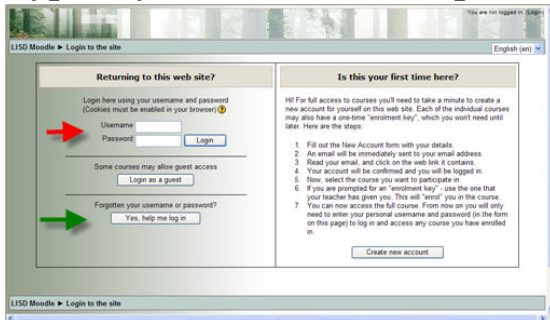 You are not logged in. (Login)
LISD Moodle ► Login to the site
English (en)
Returning to this web site?
Login here using your username and password
(Cookies must be enabled in your browser) ?
Username
Password
Login
Some courses may allow guest access
Login as a guest
Forgotten your username or password?
Yes, help me log in
Is this your first time here?
Hi! For full access to courses you'll need to take a minute to create a
new account for yourself on this web site. Each of the individual courses
may also have a one-time "enrolment key", which you won't need until
later. Here are the steps:
1. Fill out the New Account form with your details.
2. An email will be immediately sent to your email address.
3. Read your email, and click on the web link it contains.
4. Your account will be confirmed and you will be logged in.
5. Now, select the course you want to participate in.
6. If you are prompted for an "enrolment key" - use the one that
your teacher has given you. This will "enrol" you in the course.
7. You can now access the full course. From now on you will only
need to enter your personal username and password (in the form
on this page) to log in and access any course you have enrolled
in.
Create new account
LISD Moodle ► Login to the site